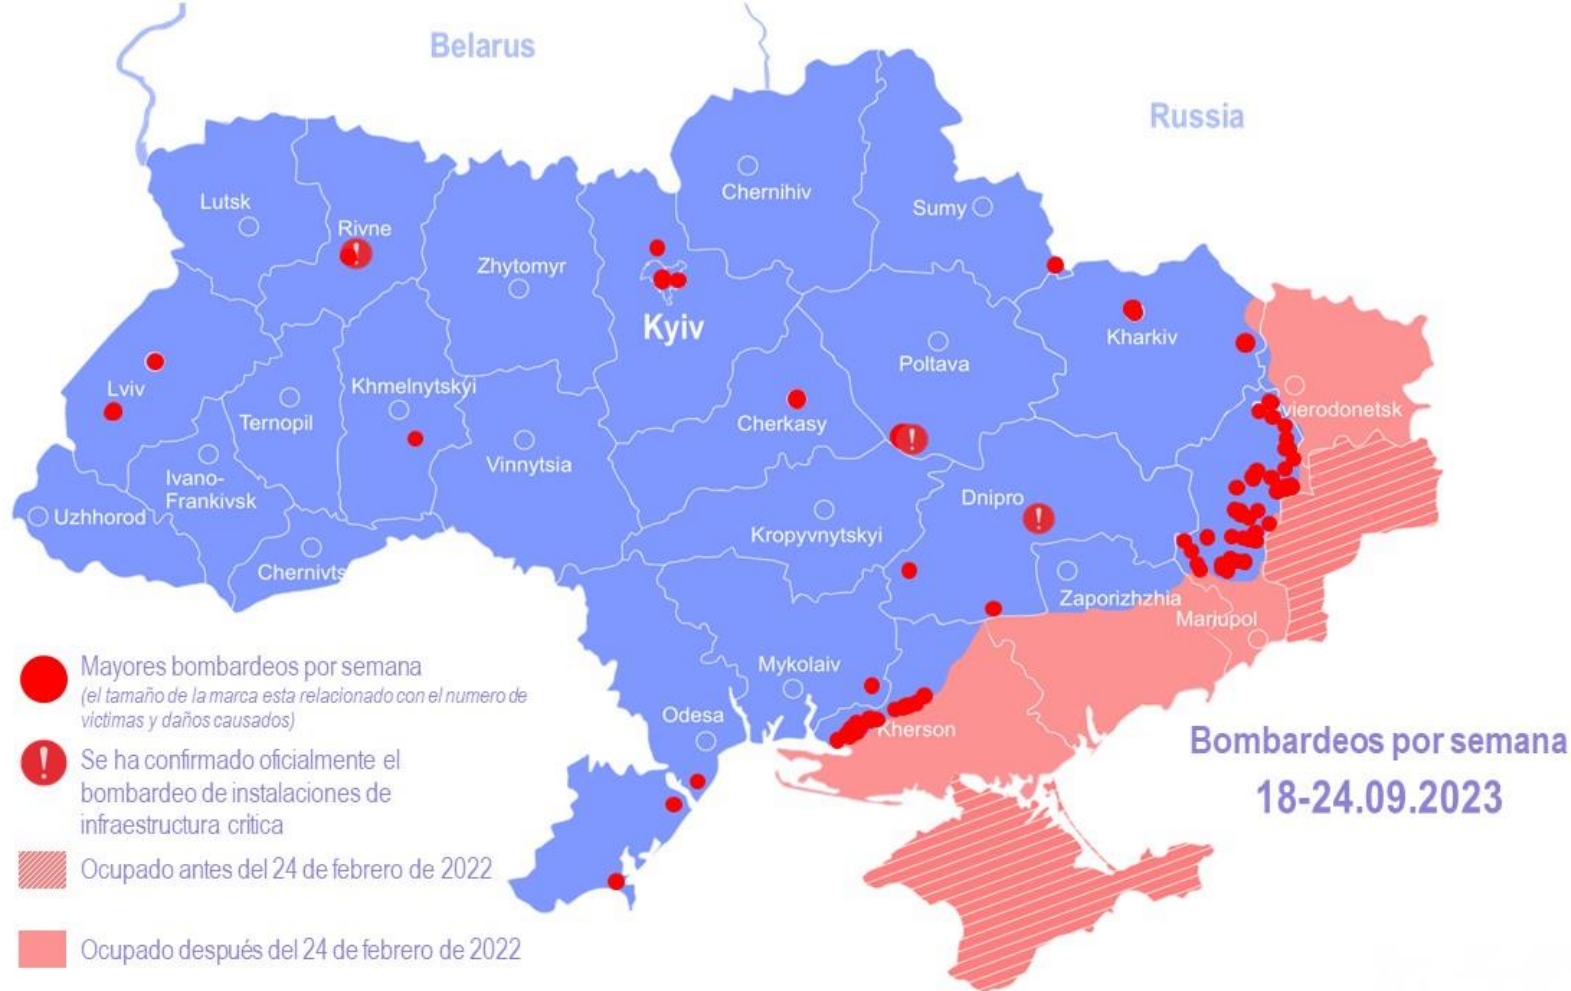 Belarus
Russia
Chernihiv
Lutsk
Sumy
Rivne
Zhytomyr
Kyiv
Kharkiv
Poltava
Lviv
Khmelnytskyi
vierodonetsk
Ternopil
Cherkasy
Vinnytsia
Ivano-
Frankivsk
Dnipro
Uzhhorod
Kropyvnytskyi
Chernivts
Zaporizhzhia
Mariupol
Mykolaiv
Odesa
Kherson
Mayores bombardeos por semana
(el tamaño de la marca esta relacionado con el numero de
victimas y daños causados)
! Se ha confirmado oficialmente el
bombardeo de instalaciones de
infraestructura crítica
Ocupado antes del 24 de febrero de 2022
Ocupado después del 24 de febrero de 2022
Bombardeos por semana
18-24.09.2023